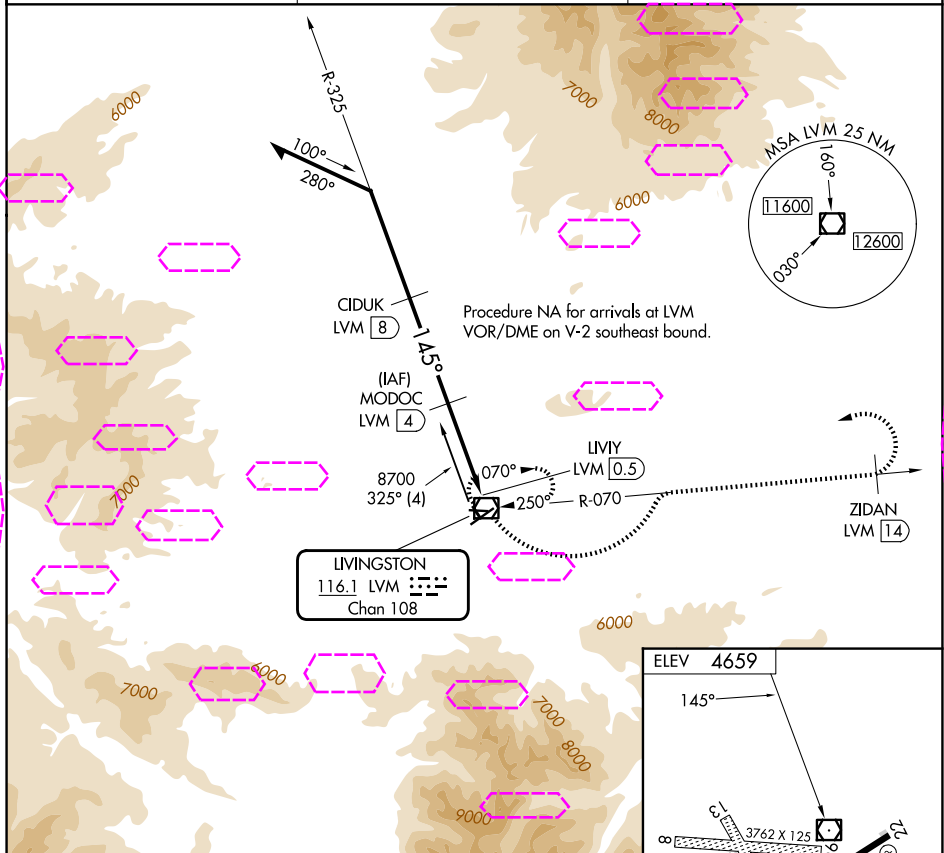 R-325
6000
7000
8000
6000
100°
280°
MSA LVM 25 NM
160°
11600
12600
030°
CIDUK
LVM 8
145°
Procedure NA for arrivals at LVM
VOR/DME on V-2 southeast bound.
(IAF)
MODOC
LVM 4
8700
325° (4)
070°
LIVIY
LVM 0.5
250°
R-070
ZIDAN
LVM 14
7000
LIVINGSTON
116.1 LVM
Chan 108
6000
6000
7000
7000
8000
9000
ELEV 4659
145°
13
3762 X 125
8
22